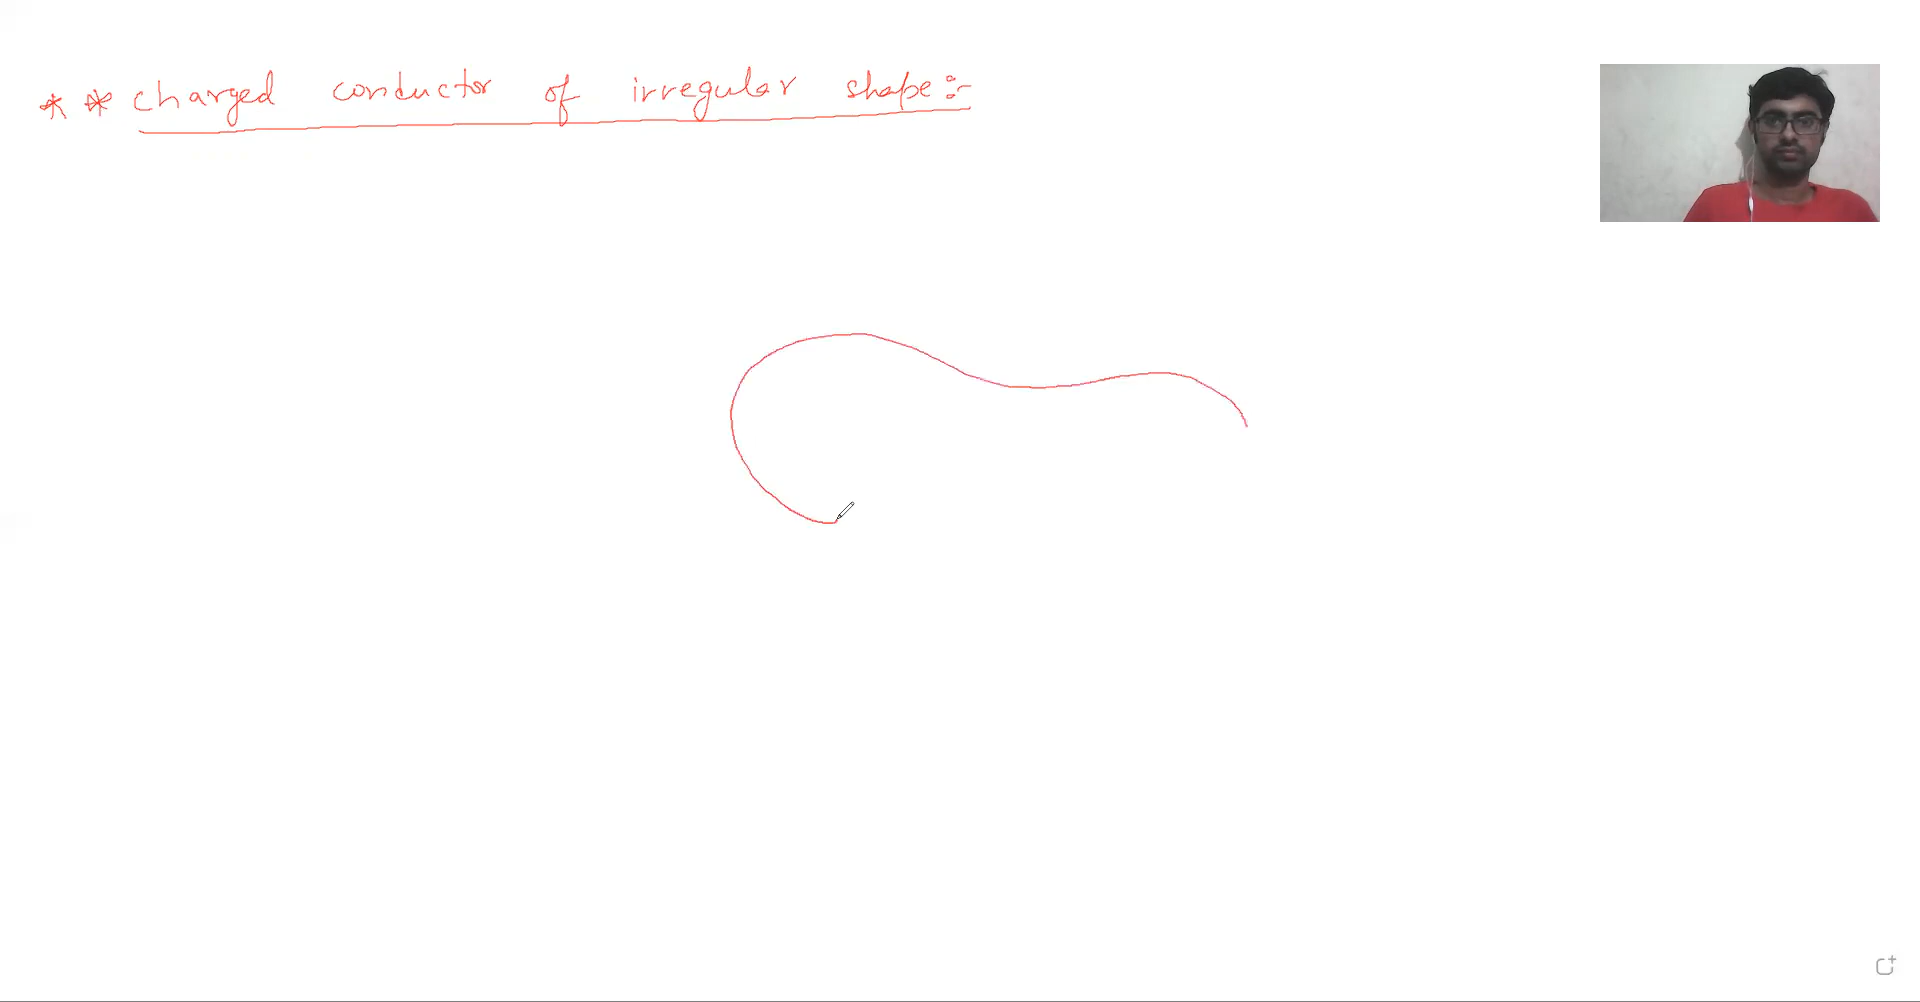 ** charged conductor of irregular shape:-